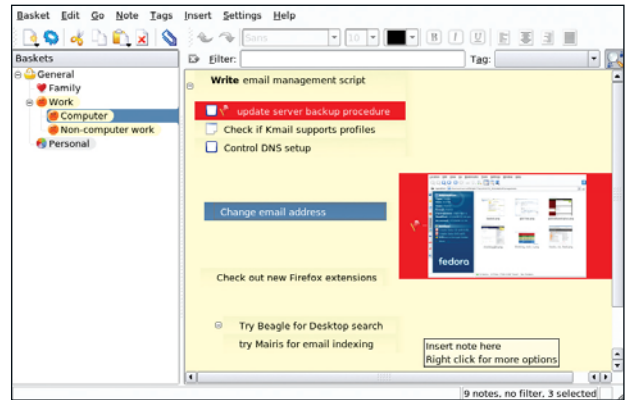 Basket Edit Go Note Tags Insert Settings Help
Sans 10 B I U
Baskets
Filter:
Tag:
General
Family
Work
Computer
Non-computer work
Personal
Write email management script
update server backup procedure
Check if Kmail supports profiles
Control DNS setup
Change email address
fedora
Check out new Firefox extensions
Try Beagle for Desktop search
try Mairis for email indexing
Insert note here
Right click for more options
9 notes, no filter, 3 selected